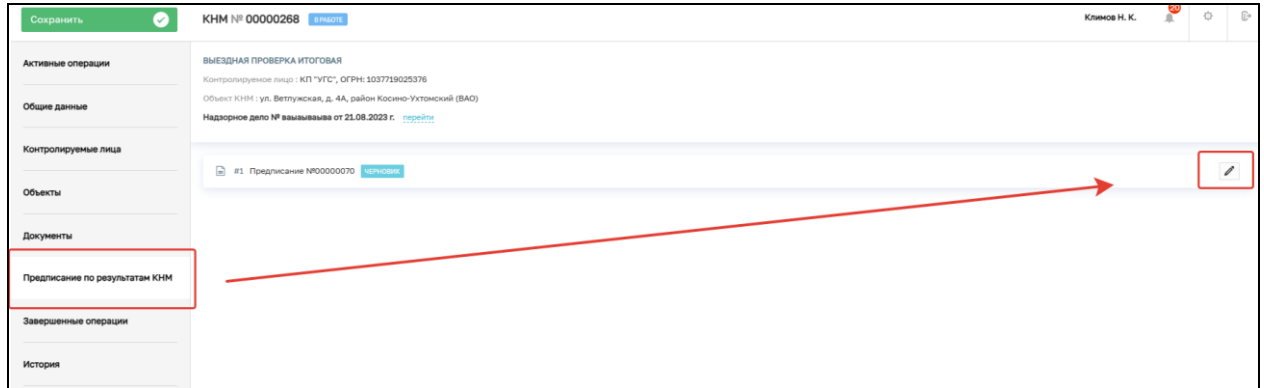 Сохранить
КНМ № 00000268 В РАБОТЕ
Климов Н. К.
20
Активные операции
Общие данные
Контролируемые лица
Объекты
Документы
Предписание по результатам КНМ
Завершенные операции
История
ВЫЕЗДНАЯ ПРОВЕРКА ИТОГОВАЯ
Контролируемое лицо : КП "УГС", ОГРН: 1037719025376
Объект КНМ : ул. Ветлужская, д. 4А, район Косино-Ухтомский (ВАО)
Надзорное дело № ваываываыва от 21.08.2023 г. перейти
#1 Предписание №00000070 ЧЕРНОВИК